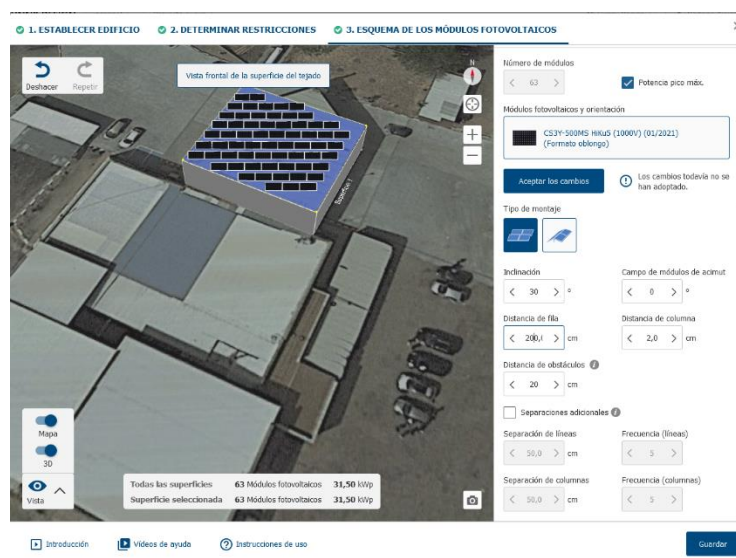 1. ESTABLECER EDIFICIO
2. DETERMINAR RESTRICCIONES
3. ESQUEMA DE LOS MÓDULOS FOTOVOLTAICOS
Deshacer
Repetir
Vista frontal de la superficie del tejado
N
Superficie 1
Mapa
3D
Vista
Todas las superficies 63 Módulos fotovoltaicos 31,50 kWp
Superficie seleccionada 63 Módulos fotovoltaicos 31,50 kWp
Número de módulos
63
Potencia pico máx.
Módulos fotovoltaicos y orientación
CS3Y-500MS HiKu5 (1000V) (01/2021)
(Formato oblongo)
Aceptar los cambios
Los cambios todavía no se
han adoptado.
Tipo de montaje
Inclinación
Campo de módulos de acimut
30 °
0 °
Distancia de fila
Distancia de columna
200,( cm
2,0 cm
Distancia de obstáculos
20 cm
Separaciones adicionales
Separación de líneas
Frecuencia (líneas)
50,0 cm
5
Separación de columnas
Frecuencia (columnas)
50,0 cm
5
Introducción
Vídeos de ayuda
Instrucciones de uso
Guardar